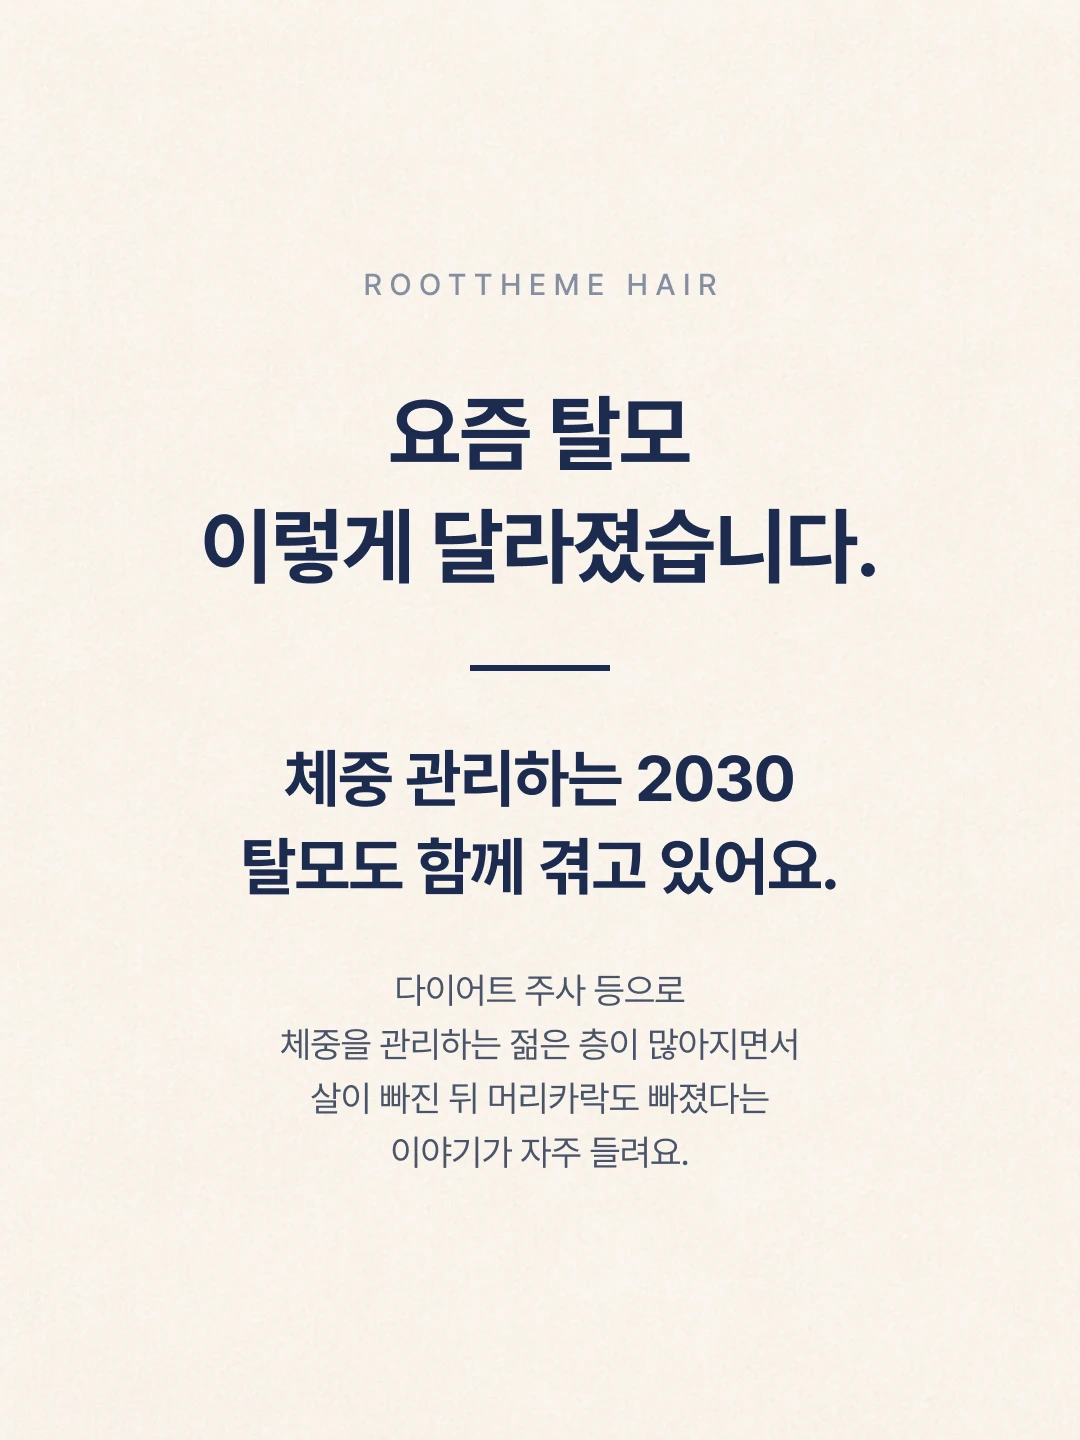 ROOTTHEME HAIR
요즘 탈모
이렇게 달라졌습니다.
체중 관리하는 2030
탈모도 함께 겪고 있어요.
다이어트 주사 등으로
체중을 관리하는 젊은 층이 많아지면서
살이 빠진 뒤 머리카락도 빠졌다는
이야기가 자주 들려요.